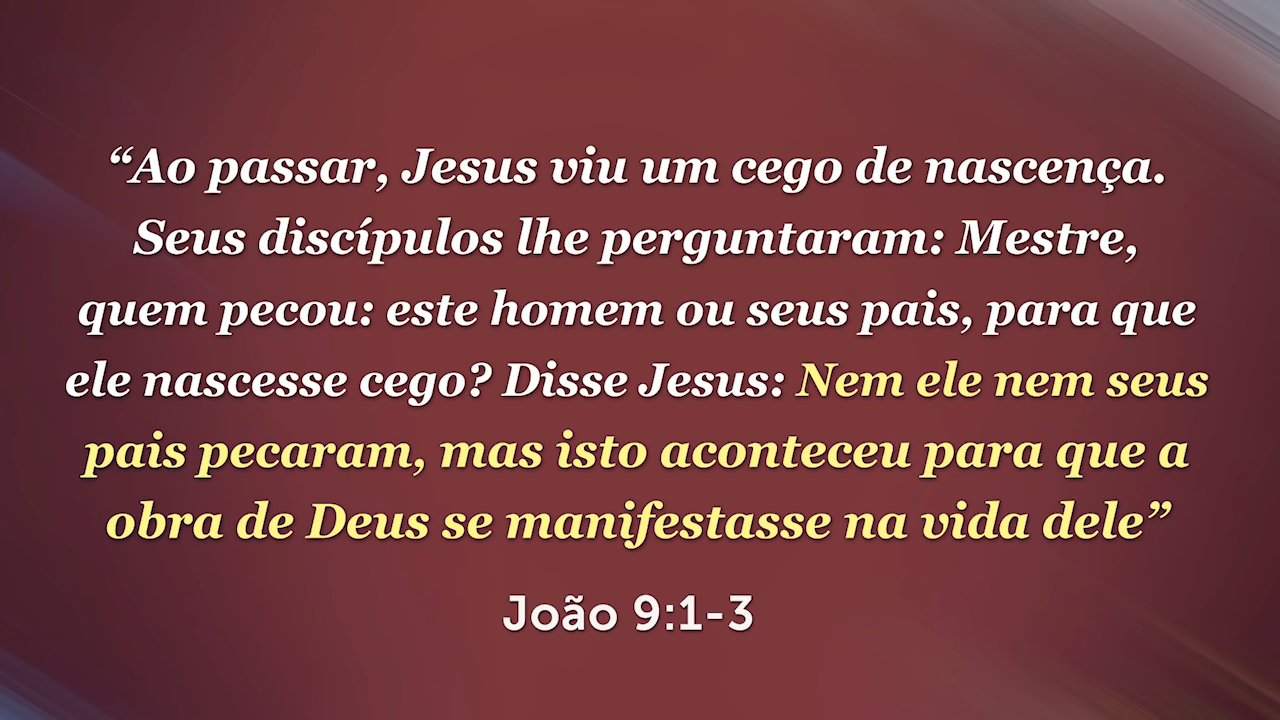 “Ao passar, Jesus viu um cego de nascença.
Seus discípulos lhe perguntaram: Mestre,
quem pecou: este homem ou seus pais, para que
ele nascesse cego? Disse Jesus: Nem ele nem seus
pais pecaram, mas isto aconteceu para que a
obra de Deus se manifestasse na vida dele”
João 9:1-3